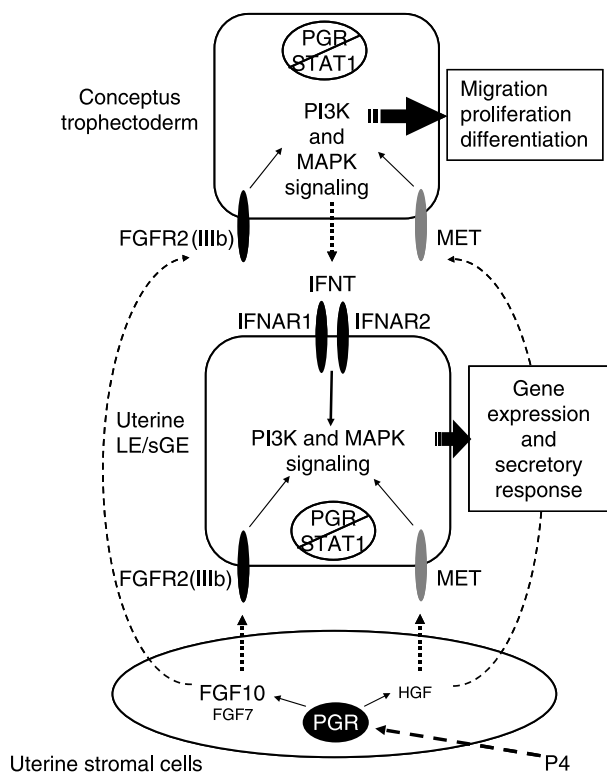 PGR
STAT1
Conceptus
trophectoderm
PI3K
and
MAPK
signaling
Migration
proliferation
differentiation
FGFR2 (IIIb)
MET
IFNT
IFNAR1
IFNAR2
Uterine
LE/sGE
PI3K and MAPK
signaling
Gene
expression
and
secretory
response
PGR
STAT1
FGFR2(IIIb)
MET
FGF10
FGF7
HGF
PGR
Uterine stromal cells
P4